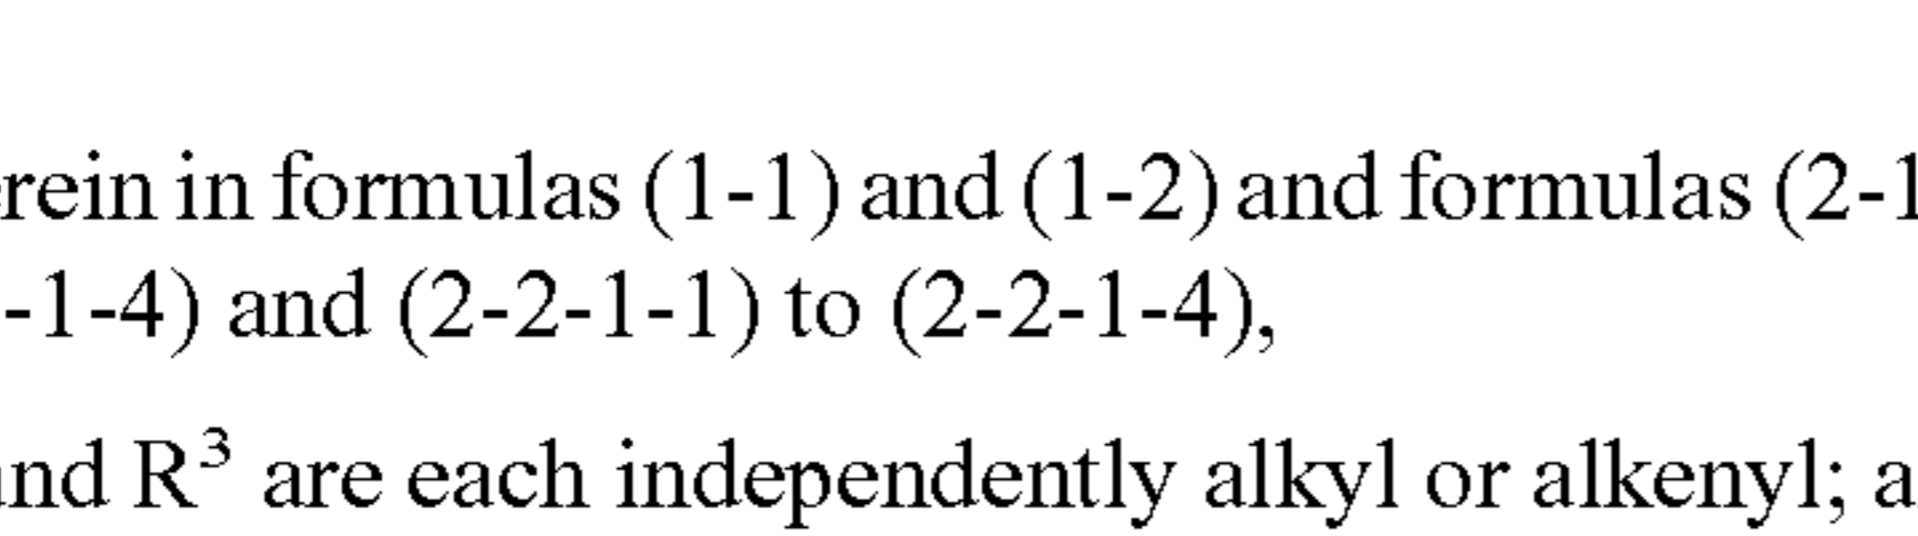 rein in formulas (1-1) and (1-2) and formulas (2-1
-1-4) and (2-2-1-1) to (2-2-1-4),
nd R³ are each independently alkyl or alkenyl; a